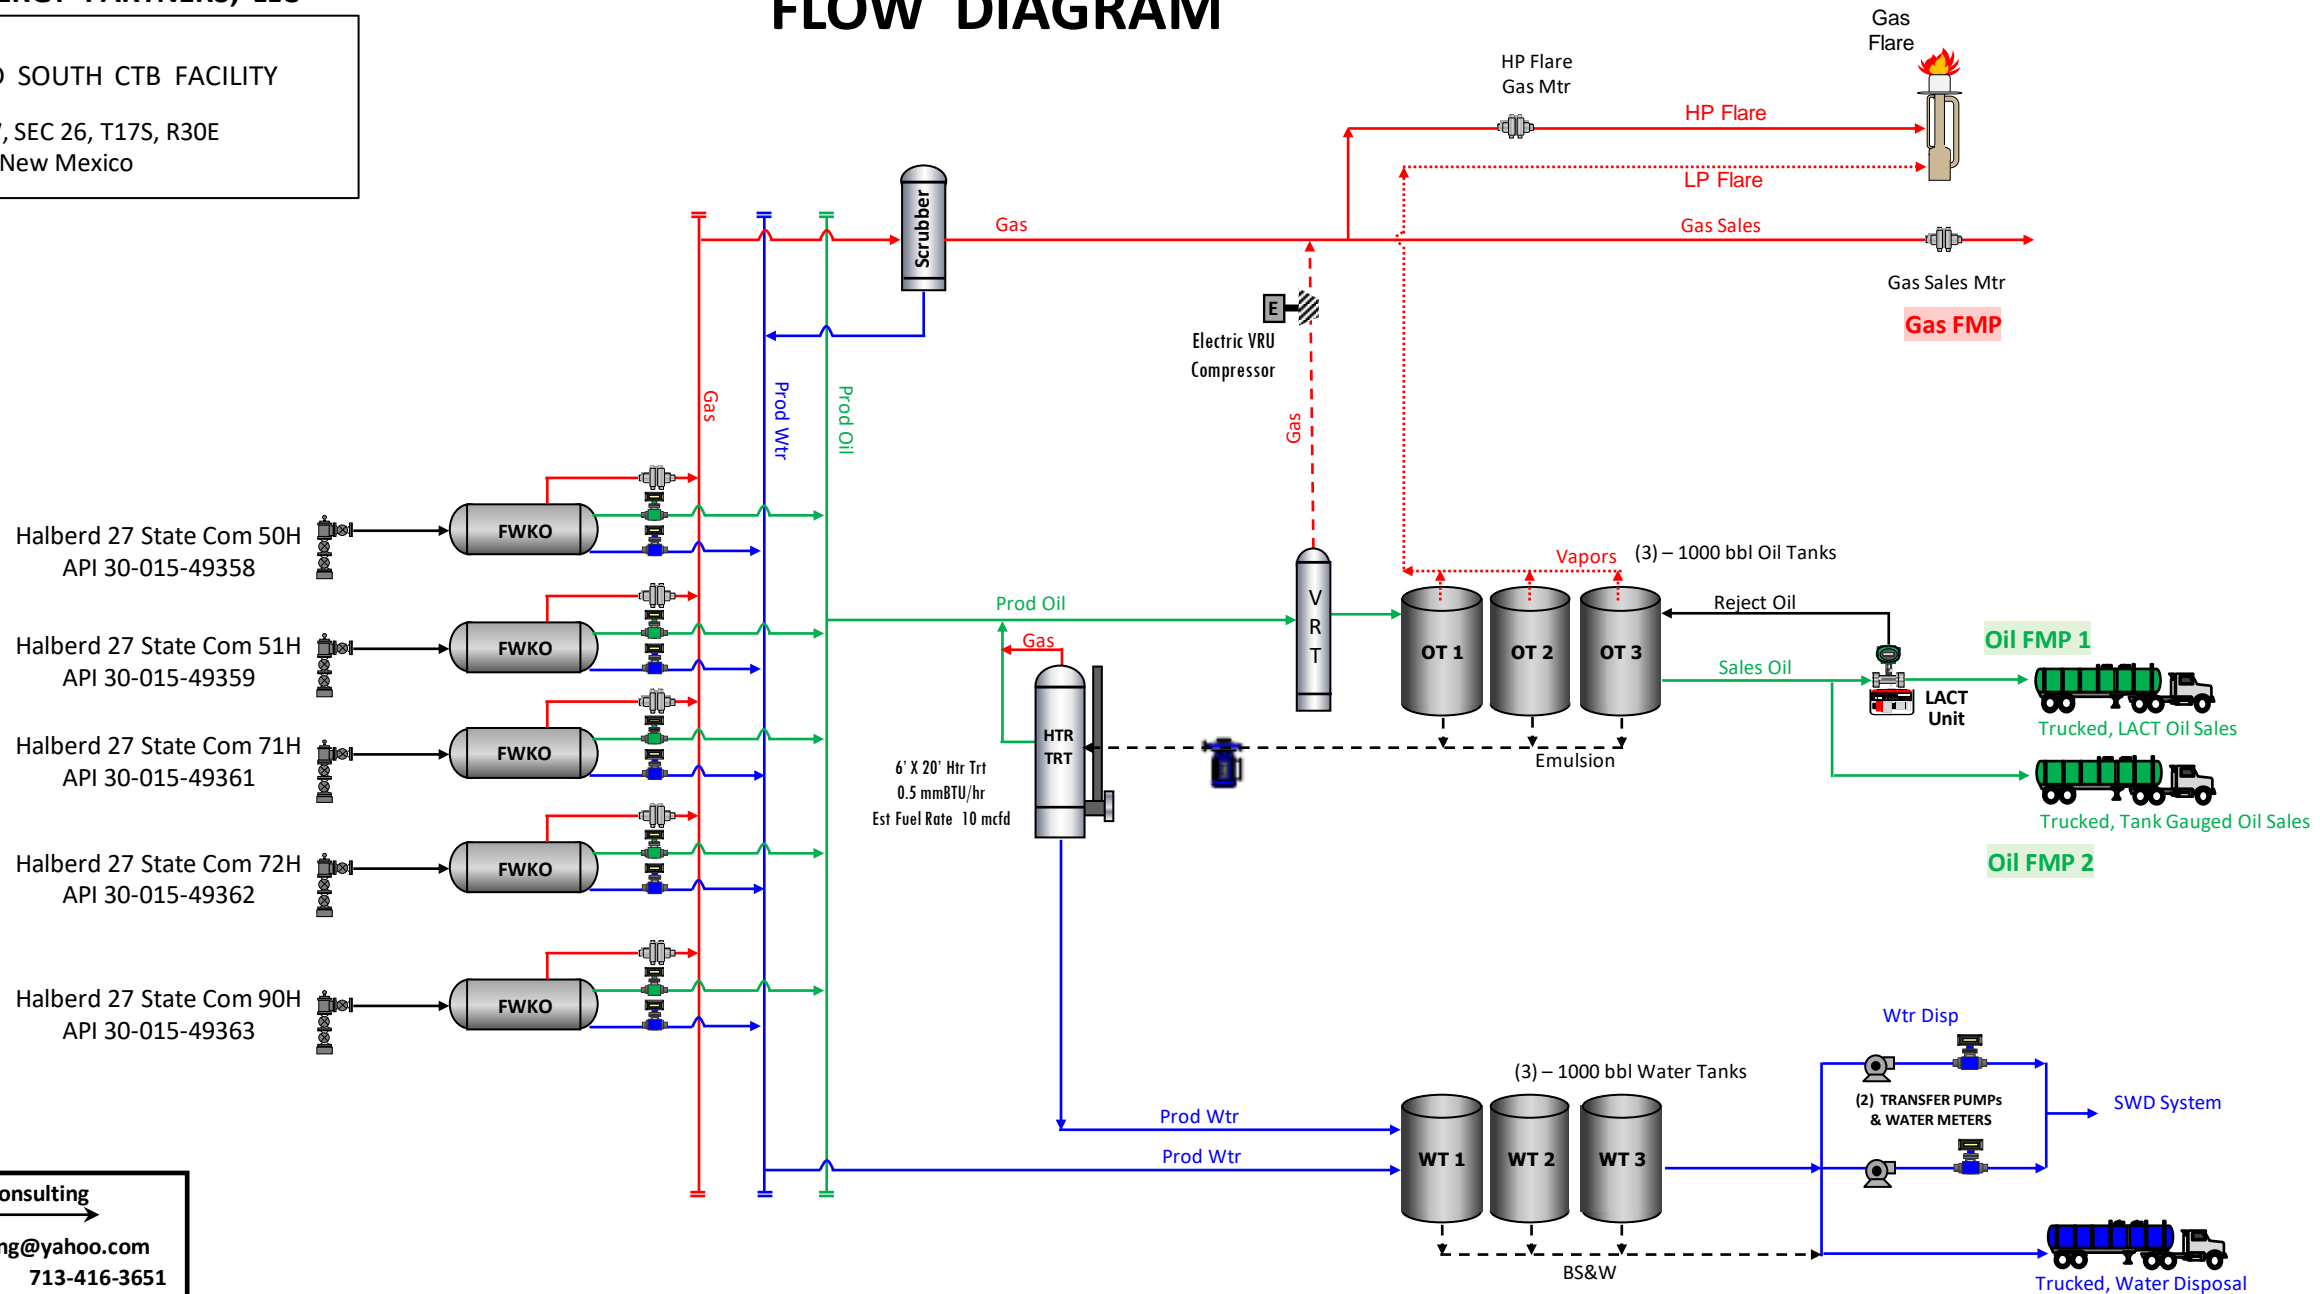 PARTNERS, LLC
FLOW DIAGRAM
SOUTH CTB FACILITY
, SEC 26, T17S, R30E
New Mexico
Gas
Flare
HP Flare
Gas Mtr
HP Flare
LP Flare
Scrubber
Gas
Gas Sales
Gas Sales Mtr
Gas FMP
E
Electric VRU
Compressor
Gas
Prod Wtr
Prod Oil
Gas
Halberd 27 State Com 50H
API 30-015-49358
FWKO
Halberd 27 State Com 51H
API 30-015-49359
FWKO
Halberd 27 State Com 71H
API 30-015-49361
FWKO
Halberd 27 State Com 72H
API 30-015-49362
FWKO
Halberd 27 State Com 90H
API 30-015-49363
FWKO
Vapors
(3) – 1000 bbl Oil Tanks
Prod Oil
Gas
V
R
T
OT 1
OT 2
OT 3
Reject Oil
Sales Oil
LACT
Unit
Oil FMP 1
Trucked, LACT Oil Sales
Trucked, Tank Gauged Oil Sales
Oil FMP 2
HTR
TRT
6' X 20' Htr Trt
0.5 mmBTU/hr
Est Fuel Rate 10 mcfd
Emulsion
Wtr Disp
(3) – 1000 bbl Water Tanks
(2) TRANSFER PUMPs
& WATER METERS
SWD System
Prod Wtr
Prod Wtr
WT 1
WT 2
WT 3
BS&W
Trucked, Water Disposal
onsulting
ng@yahoo.com
713-416-3651